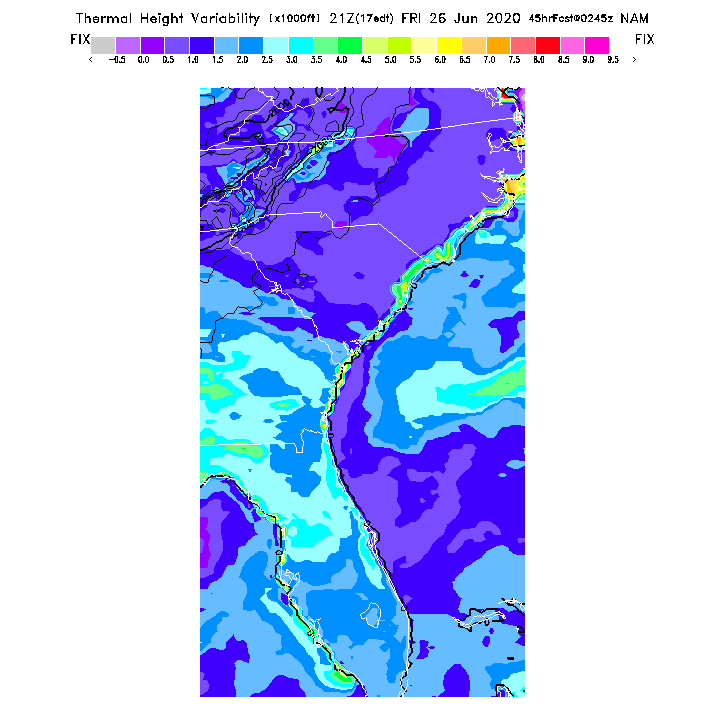 Thermal Height Variability [x1000ft] 21Z(17edt) FRI 26 Jun 2020 45hrFcst@0245z NAM
FIX FIX
< -0.5 0.0 0.5 1.0 1.5 2.0 2.5 3.0 3.5 4.0 4.5 5.0 5.5 6.0 6.5 7.0 7.5 8.0 8.5 9.0 9.5 >